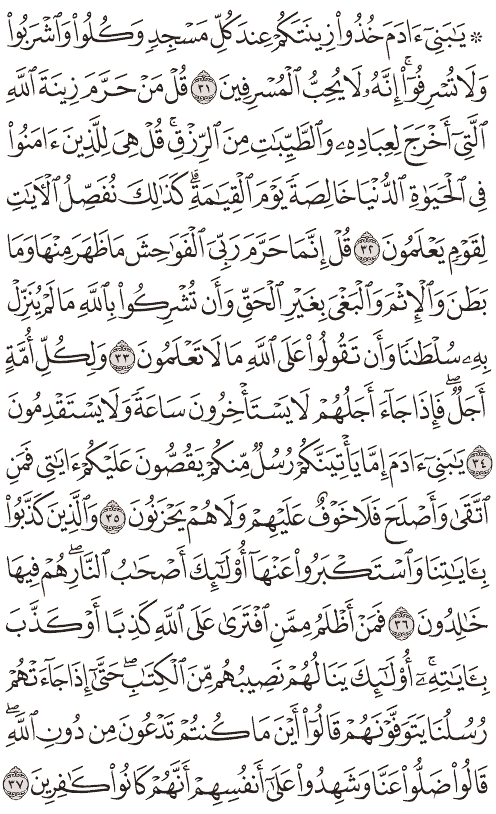 ۞ يَٰبَنِيٓ ءَادَمَ خُذُواْ زِينَتَكُمۡ عِندَ كُلِّ مَسۡجِدٖ وَكُلُواْ وَٱشۡرَبُواْ
وَلَا تُسۡرِفُوٓاْۚ إِنَّهُۥ لَا يُحِبُّ ٱلۡمُسۡرِفِينَ ٣١ قُلۡ مَنۡ حَرَّمَ زِينَةَ ٱللَّهِ
ٱلَّتِيٓ أَخۡرَجَ لِعِبَادِهِۦ وَٱلطَّيِّبَٰتِ مِنَ ٱلرِّزۡقِۚ قُلۡ هِيَ لِلَّذِينَ ءَامَنُواْ
فِي ٱلۡحَيَوٰةِ ٱلدُّنۡيَا خَالِصَةٗ يَوۡمَ ٱلۡقِيَٰمَةِۗ كَذَٰلِكَ نُفَصِّلُ ٱلۡأٓيَٰتِ
لِقَوۡمٖ يَعۡلَمُونَ ٣٢ قُلۡ إِنَّمَا حَرَّمَ رَبِّيَ ٱلۡفَوَٰحِشَ مَا ظَهَرَ مِنۡهَا وَمَا
بَطَنَ وَٱلۡإِثۡمَ وَٱلۡبَغۡيَ بِغَيۡرِ ٱلۡحَقِّ وَأَن تُشۡرِكُواْ بِٱللَّهِ مَا لَمۡ يُنَزِّلۡ
بِهِۦ سُلۡطَٰنٗا وَأَن تَقُولُواْ عَلَى ٱللَّهِ مَا لَا تَعۡلَمُونَ ٣٣ وَلِكُلِّ أُمَّةٍ
أَجَلٞۖ فَإِذَا جَآءَ أَجَلُهُمۡ لَا يَسۡتَأۡخِرُونَ سَاعَةٗ وَلَا يَسۡتَقۡدِمُونَ
٣٤ يَٰبَنِيٓ ءَادَمَ إِمَّا يَأۡتِيَنَّكُمۡ رُسُلٞ مِّنكُمۡ يَقُصُّونَ عَلَيۡكُمۡ ءَايَٰتِي فَمَنِ
ٱتَّقَىٰ وَأَصۡلَحَ فَلَا خَوۡفٌ عَلَيۡهِمۡ وَلَا هُمۡ يَحۡزَنُونَ ٣٥ وَٱلَّذِينَ كَذَّبُواْ
بِـَٔايَٰتِنَا وَٱسۡتَكۡبَرُواْ عَنۡهَآ أُوْلَٰٓئِكَ أَصۡحَٰبُ ٱلنَّارِۖ هُمۡ فِيهَا
خَٰلِدُونَ ٣٦ فَمَنۡ أَظۡلَمُ مِمَّنِ ٱفۡتَرَىٰ عَلَى ٱللَّهِ كَذِبًا أَوۡ كَذَّبَ
بِـَٔايَٰتِهِۦٓۚ أُوْلَٰٓئِكَ يَنَالُهُمۡ نَصِيبُهُم مِّنَ ٱلۡكِتَٰبِۖ حَتَّىٰٓ إِذَا جَآءَتۡهُمۡ
رُسُلُنَا يَتَوَفَّوۡنَهُمۡ قَالُوٓاْ أَيۡنَ مَا كُنتُمۡ تَدۡعُونَ مِن دُونِ ٱللَّهِۖ
قَالُواْ ضَلُّواْ عَنَّا وَشَهِدُواْ عَلَىٰٓ أَنفُسِهِمۡ أَنَّهُمۡ كَانُواْ كَٰفِرِينَ ٣٧